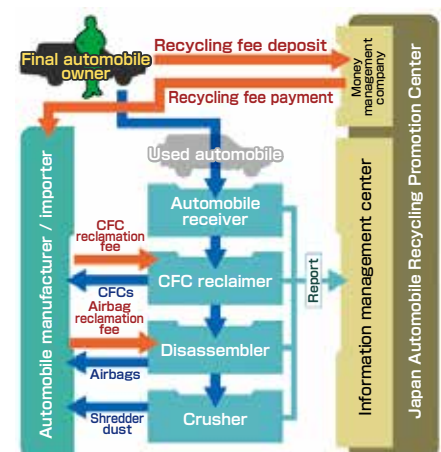 Final automobile
owner
Recycling fee deposit
Recycling fee payment
Money
management
company
Japan Automobile Recycling Promotion Center
Used automobile
Automobile manufacturer / importer
Automobile
receiver
CFC
reclamation
fee
CFC reclaimer
CFCs
Airbag
reclamation
fee
Disassembler
Airbags
Shredder
dust
Crusher
Report
Information management center